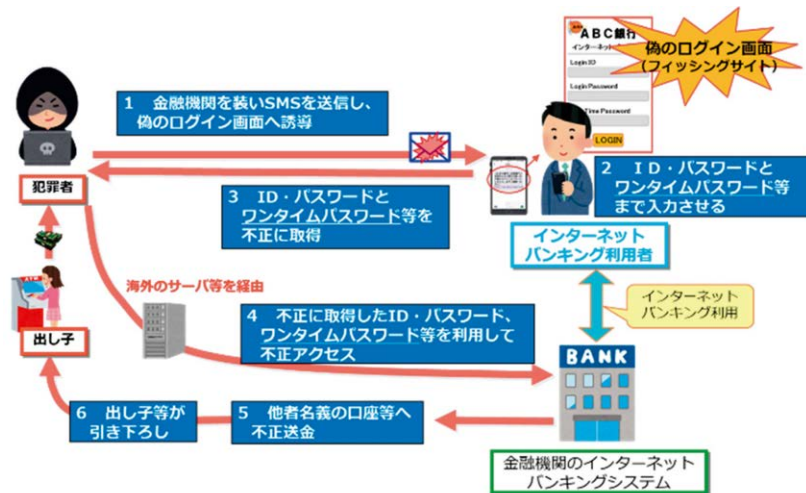 ABC銀行
Login ID
Login Password
Time Password
LOGIN
偽のログイン画面
（フィッシングサイト）
1　金融機関を装いSMSを送信し、
偽のログイン画面へ誘導
2　ＩＤ・パスワードと
ワンタイムパスワード等
まで入力させる
犯罪者
3　ID・パスワードと
ワンタイムパスワード等を
不正に取得
インターネット
バンキング利用者
海外のサーバ等を経由
インターネット
バンキング利用
4　不正に取得したID・パスワード、
ワンタイムパスワード等を利用して
不正アクセス
ATM
出し子
BANK
6　出し子等が
引き下ろし
5　他者名義の口座等へ
不正送金
金融機関のインターネット
バンキングシステム